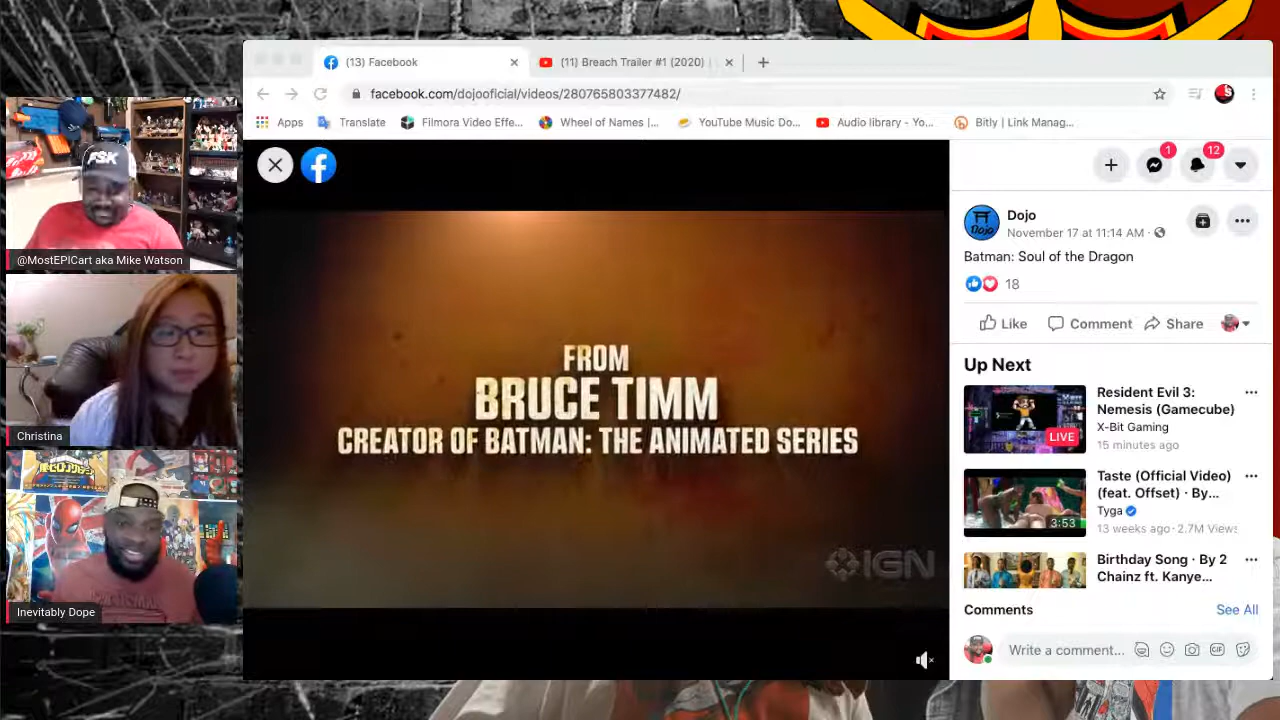 (13) Facebook
(11) Breach Trailer #1 (2020)
facebook.com/dojooficial/videos/280765803377482/
Apps
Translate
Filmora Video Effe...
Wheel of Names |...
YouTube Music Do...
Audio library - Yo...
Bitly | Link Manag...
FSK
@MostEPICart aka Mike Watson
Christina
Inevitably Dope
FROM
BRUCE TIMM
CREATOR OF BATMAN: THE ANIMATED SERIES
IGN
1
12
Dojo
Dojo
November 17 at 11:14 AM ·
Batman: Soul of the Dragon
18
Like
Comment
Share
Up Next
LIVE
Resident Evil 3:
Nemesis (Gamecube)
X-Bit Gaming
15 minutes ago
3:53
Taste (Official Video)
(feat. Offset) · By...
Tyga
13 weeks ago · 2.7M Views
Birthday Song · By 2
Chainz ft. Kanye...
Comments
See All
Write a comment...
GIF